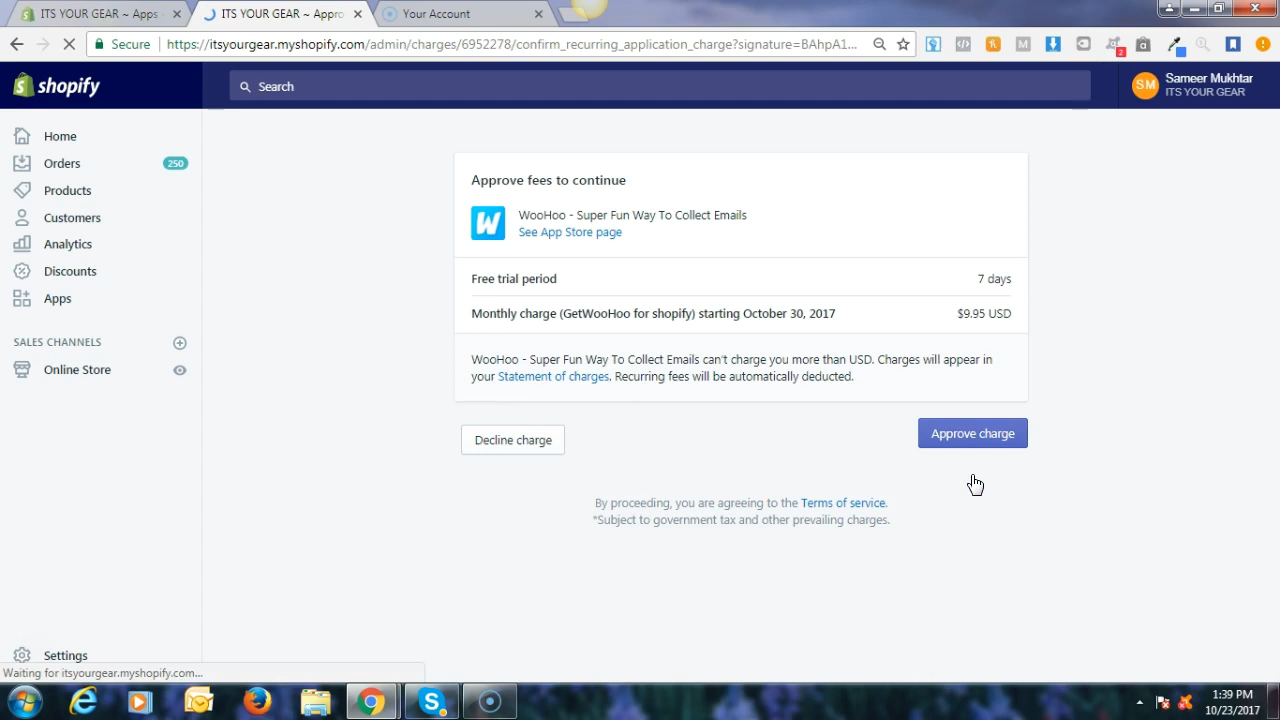 ITS YOUR GEAR ~ Apps
ITS YOUR GEAR ~ Appro
Your Account
Secure
https://itsyourgear.myshopify.com/admin/charges/6952278/confirm_recurring_application_charge?signature=BAhpA1...
2
shopify
Search
SM
Sameer Mukhtar
ITS YOUR GEAR
Home
Orders
250
Products
Customers
Analytics
Discounts
Apps
SALES CHANNELS
Online Store
Settings
Approve fees to continue
W
WooHoo - Super Fun Way To Collect Emails
See App Store page
Free trial period
7 days
Monthly charge (GetWooHoo for shopify) starting October 30, 2017
$9.95 USD
WooHoo - Super Fun Way To Collect Emails can't charge you more than USD. Charges will appear in
your Statement of charges. Recurring fees will be automatically deducted.
Decline charge
Approve charge
By proceeding, you are agreeing to the Terms of service.
*Subject to government tax and other prevailing charges.
Waiting for itsyourgear.myshopify.com...
1:39 PM
10/23/2017